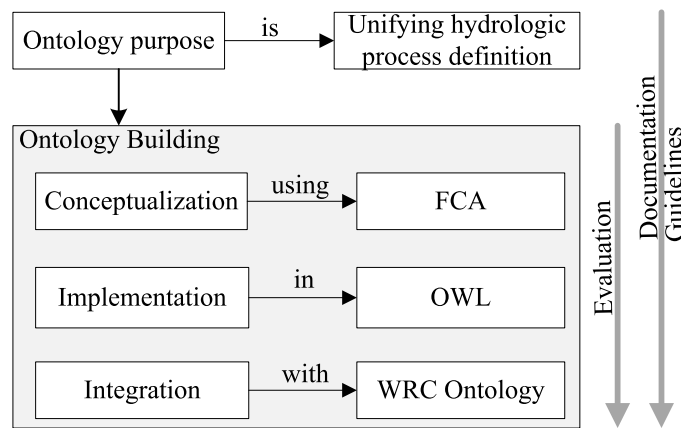 Ontology purpose
is
Unifying hydrologic
process definition
Ontology Building
Conceptualization
using
FCA
Implementation
in
OWL
Integration
with
WRC Ontology
Evaluation
Documentation
Guidelines